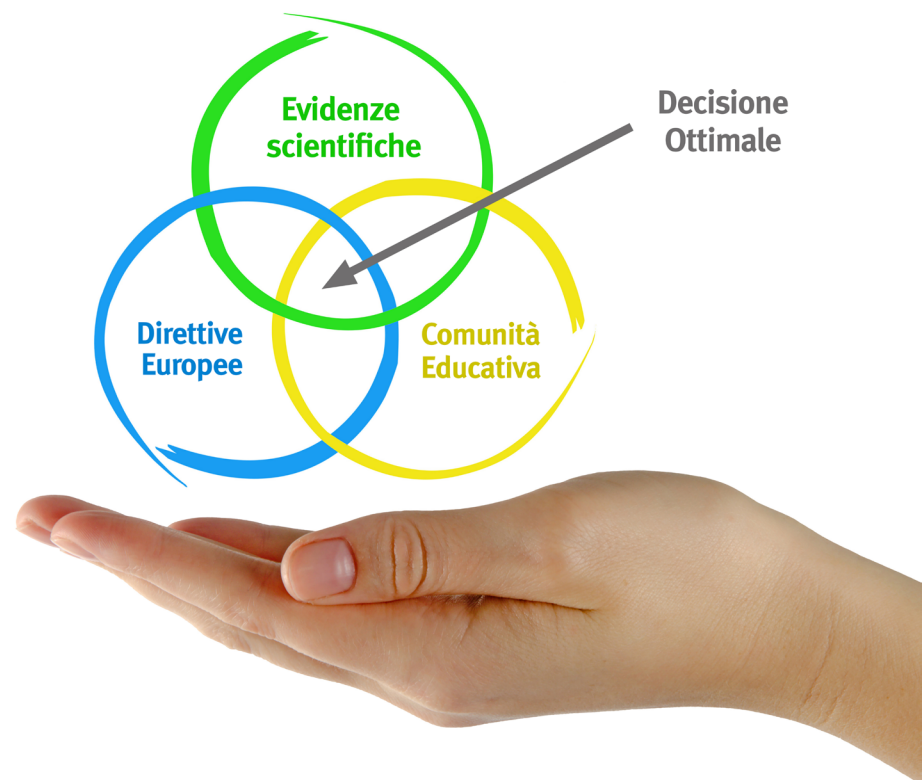 Evidenze
scientifiche
Decisione
Ottimale
Direttive
Europee
Comunità
Educativa